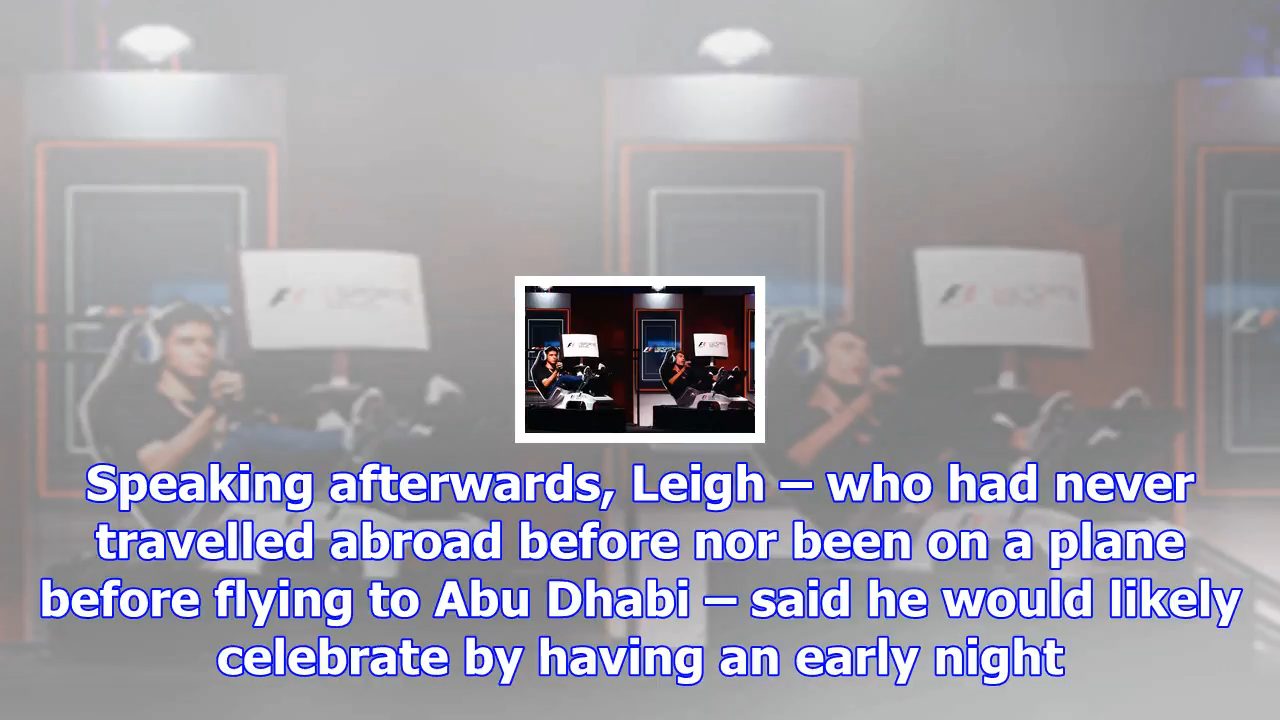 Speaking afterwards, Leigh – who had never
travelled abroad before nor been on a plane
before flying to Abu Dhabi – said he would likely
celebrate by having an early night